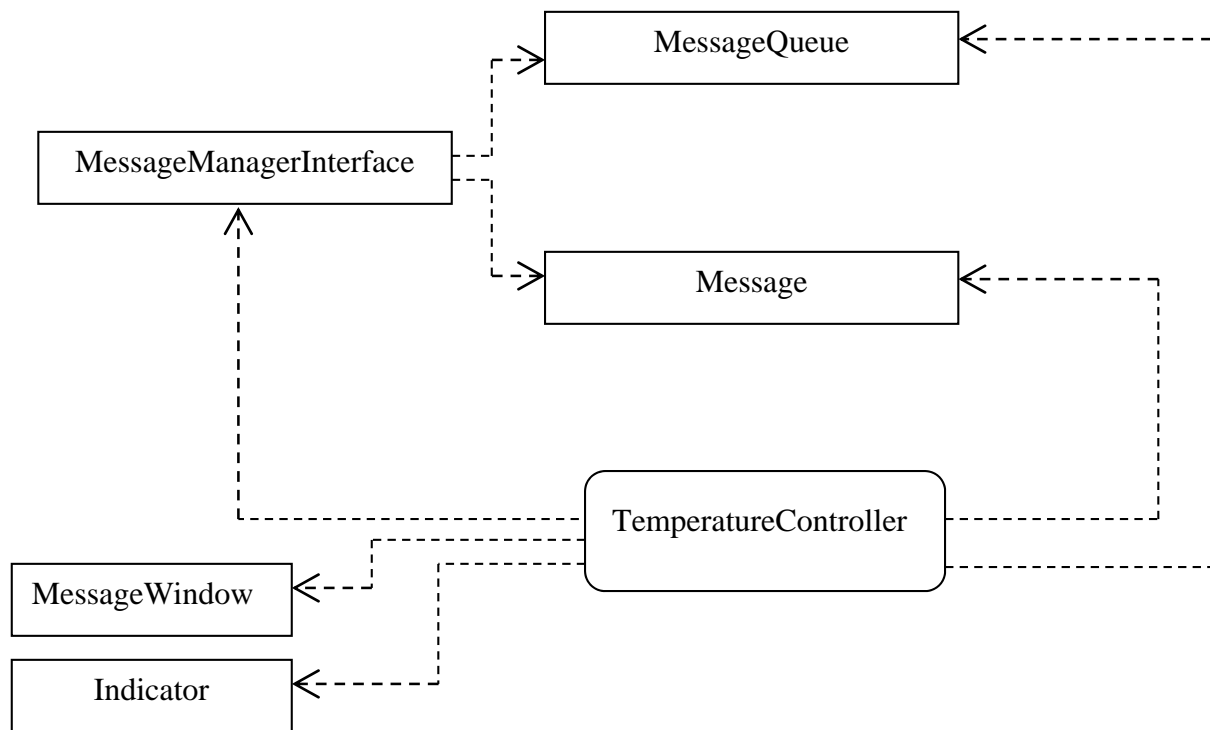 MessageQueue
MessageManagerInterface
Message
TemperatureController
MessageWindow
Indicator